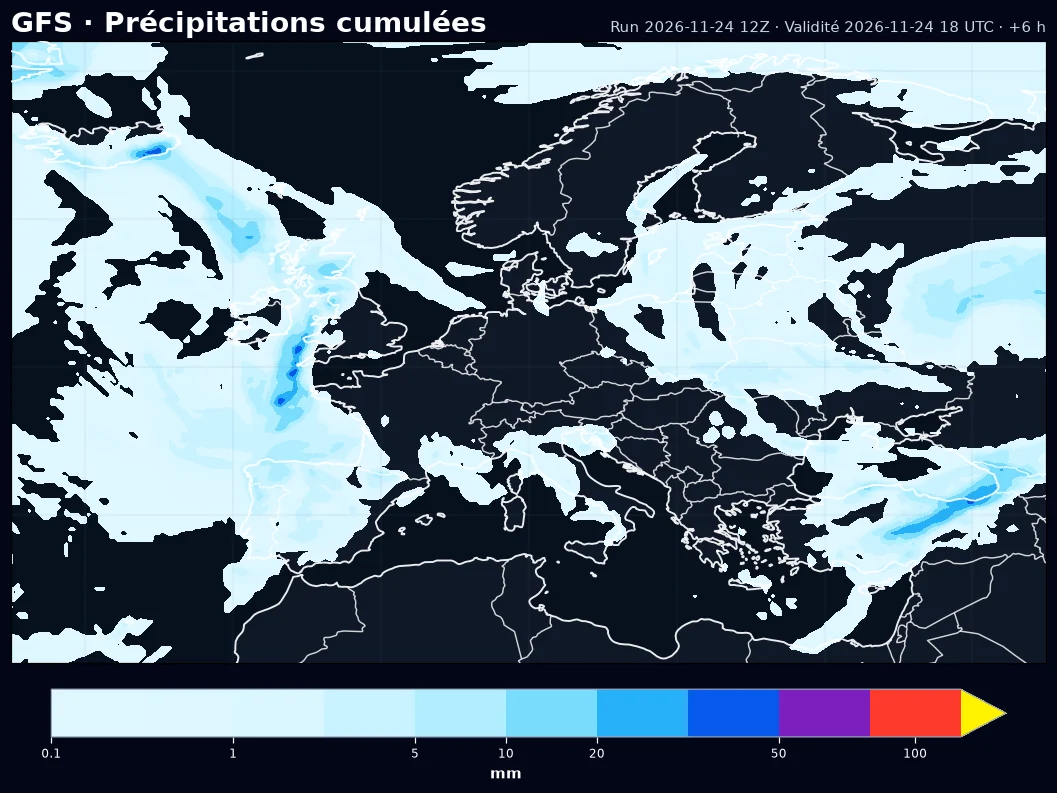 GFS · Précipitations cumulées
Run 2026-11-24 12Z · Validité 2026-11-24 18 UTC · +6 h
0.1 1 5 10 20 50 100
mm